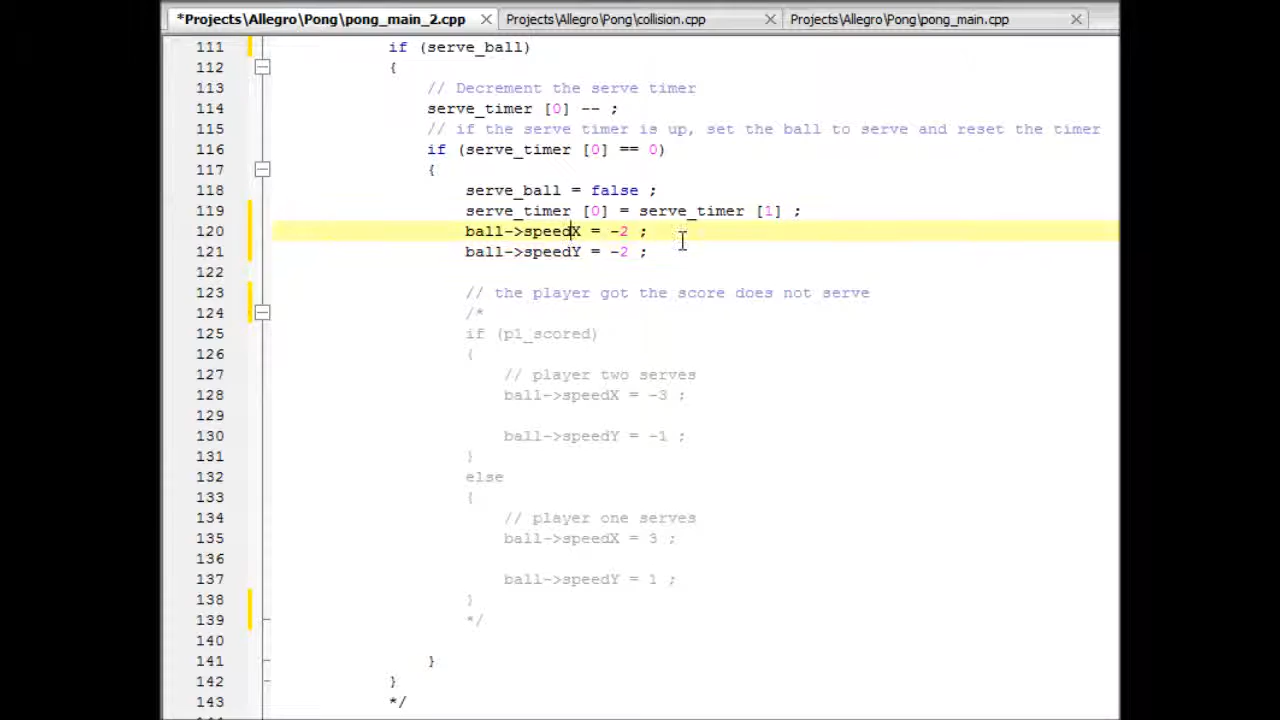 *Projects\Allegro\Pong\pong_main_2.cpp Projects\Allegro\Pong\collision.cpp Projects\Allegro\Pong\pong_main.cpp
111 if (serve_ball)
112 {
113 // Decrement the serve timer
114 serve_timer [0] -- ;
115 // if the serve timer is up, set the ball to serve and reset the timer
116 if (serve_timer [0] == 0)
117 {
118 serve_ball = false ;
119 serve_timer [0] = serve_timer [1] ;
120 ball->speedX = -2 ;
121 ball->speedY = -2 ;
122
123 // the player got the score does not serve
124 /*
125 if (p1_scored)
126 {
127 // player two serves
128 ball->speedX = -3 ;
129
130 ball->speedY = -1 ;
131 }
132 else
133 {
134 // player one serves
135 ball->speedX = 3 ;
136
137 ball->speedY = 1 ;
138 }
139 */
140
141 }
142 }
143 */